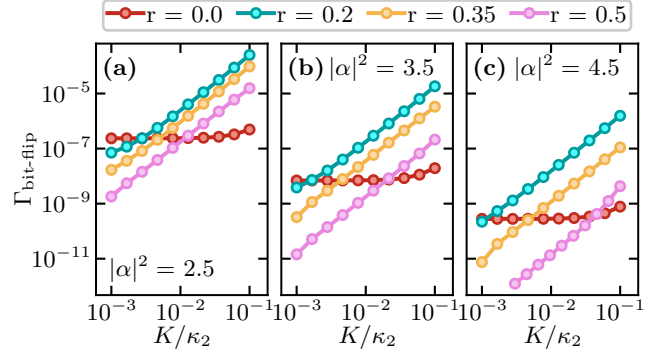 r = 0.0 r = 0.2 r = 0.35 r = 0.5
(a) (b) |α|² = 3.5 (c) |α|² = 4.5
Γbit-flip
10⁻⁵
10⁻⁷
10⁻⁹
10⁻¹¹
|α|² = 2.5
10⁻³ 10⁻² 10⁻¹ 10⁻³ 10⁻² 10⁻¹ 10⁻³ 10⁻² 10⁻¹
K/κ₂ K/κ₂ K/κ₂